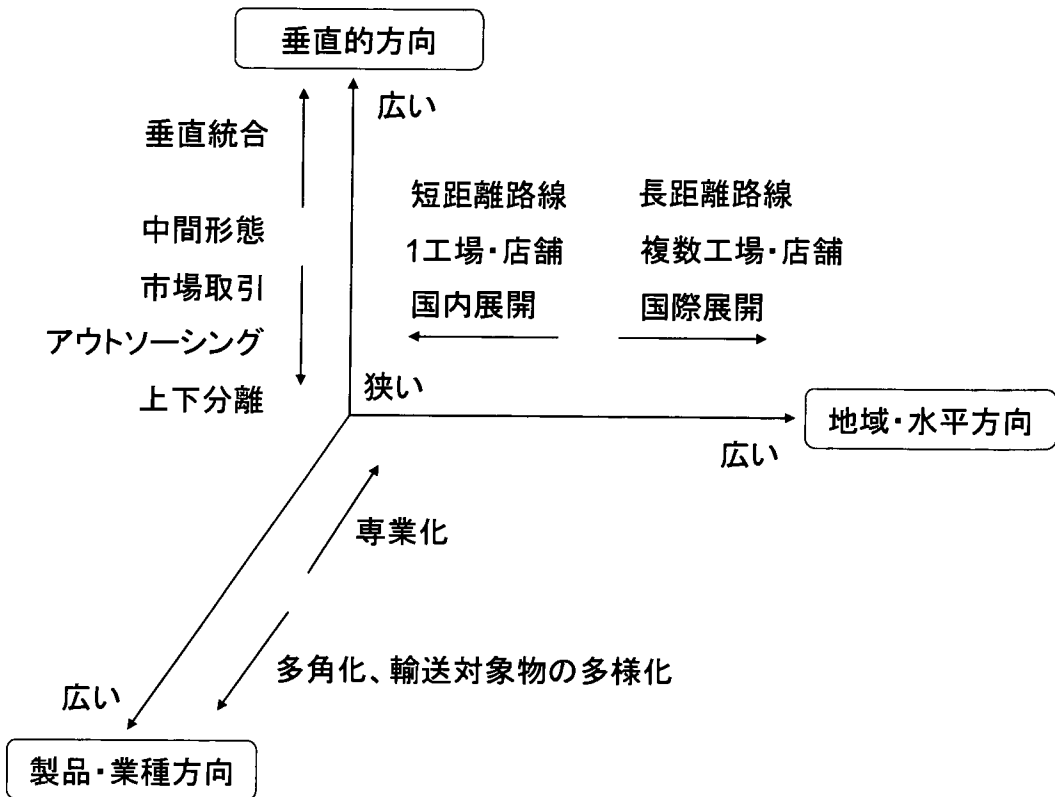 垂直的方向
広い
垂直統合
中間形態
市場取引
アウトソーシング
上下分離
短距離路線
長距離路線
1工場・店舗
複数工場・店舗
国内展開
国際展開
狭い
地域・水平方向
広い
専業化
多角化、輸送対象物の多様化
広い
製品・業種方向